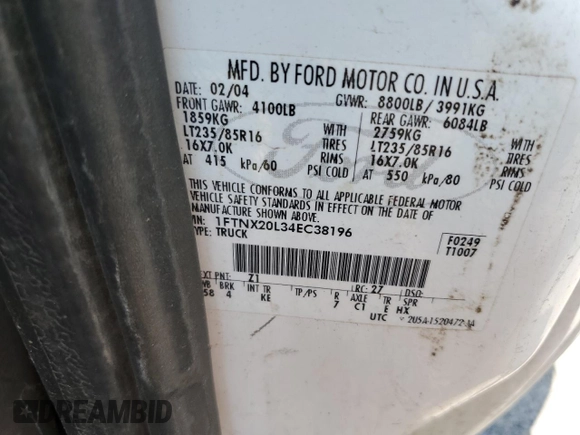 MFD. BY FORD MOTOR CO. IN U.S.A.
DATE: 02/04 GVWR: 8800LB/ 3991KG
FRONT GAWR: 4100LB REAR GAWR: 6084LB
1859KG WITH 2759KG WITH
LT235/85R16 TIRES LT235/85R16 TIRES
16X7.0K RIMS 16X7.0K RIMS
AT 415 kPa/60 PSI COLD AT 550 kPa/80 PSI COLD
THIS VEHICLE CONFORMS TO ALL APPLICABLE FEDERAL MOTOR
VEHICLE SAFETY STANDARDS IN EFFECT ON THE DATE OF
MANUFACTURE SHOWN ABOVE.
1FTNX20L34EC38196 F0249
TYPE: TRUCK T1007
EXT PNT: Z1 RC: 27 DSO:
WB BRK INT TR TP/PS R AXLE TR SPR
158 4 KE 7 C1 E HX
UTC
Ford
DREAMBID